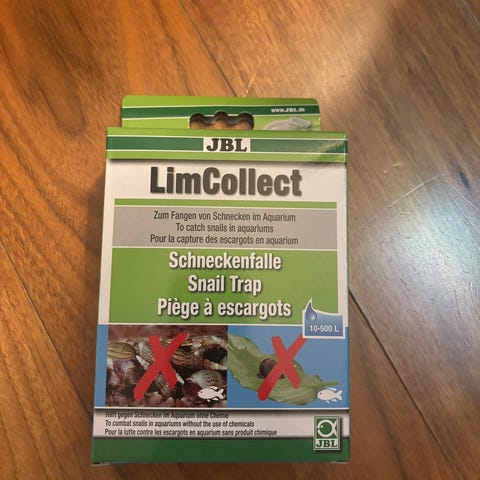 www.JBL.de
JBL
LimCollect
Zum Fangen von Schnecken im Aquarium
To catch snails in aquariums
Pour la capture des escargots en aquarium
Schneckenfalle
Snail Trap
Piège à escargots
10-500 L
Hilft gegen Schnecken im Aquarium ohne Chemie
To combat snails in aquariums without the use of chemicals
Pour la lutte contre les escargots en aquarium sans produit chimique
JBL